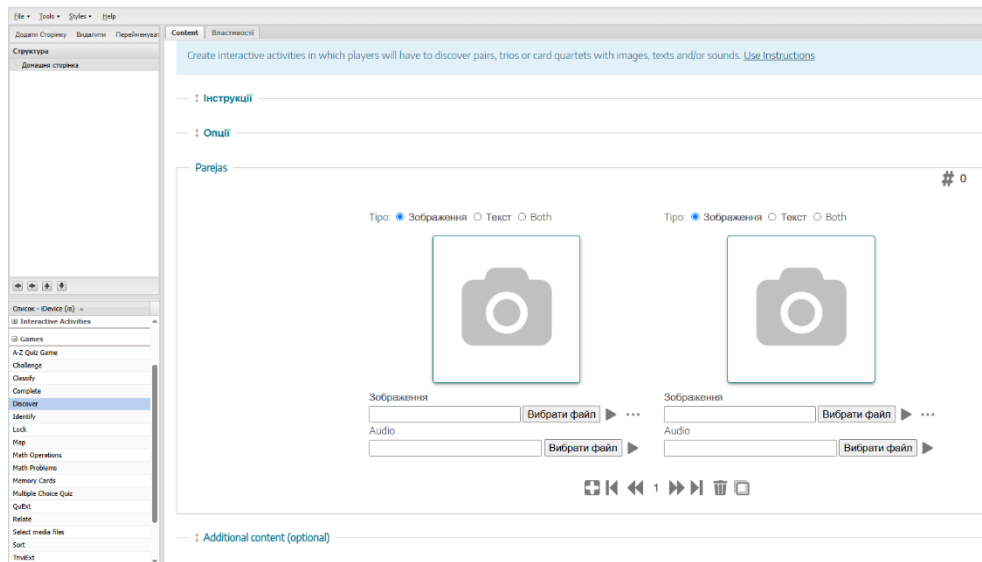 File Tools Styles Help
Додати Сторінку Видалити Перейменуват
Структура
Домашня сторінка
Content Властивості
Create interactive activities in which players will have to discover pairs, trios or card quartets with images, texts and/or sounds. Use Instructions
Інструкції
Опції
Parejas
# 0
Tipo: Зображення Текст Both
Tipo: Зображення Текст Both
Зображення
Вибрати файл
Audio
Вибрати файл
Зображення
Вибрати файл
Audio
Вибрати файл
1
Additional content (optional)
Список - iDevice (ів)
Interactive Activities
Games
A-Z Quiz Game
Challenge
Classify
Complete
Discover
Identify
Lock
Map
Math Operations
Math Problems
Memory Cards
Multiple Choice Quiz
QuExt
Relate
Select media files
Sort
TriviExt